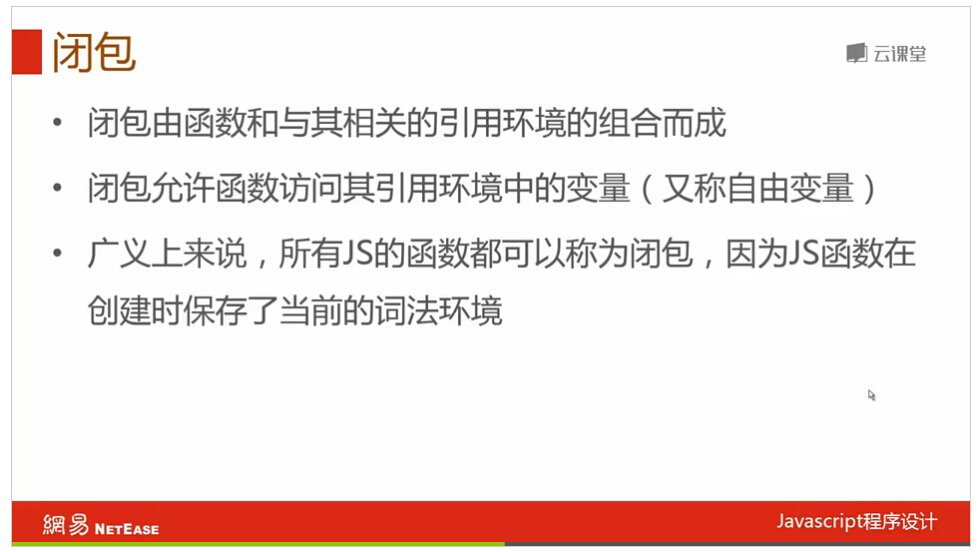 闭包
云课堂
• 闭包由函数和与其相关的引用环境的组合而成
• 闭包允许函数访问其引用环境中的变量（又称自由变量）
• 广义上来说，所有JS的函数都可以称为闭包，因为JS函数在
创建时保存了当前的词法环境
網易 NETEASE
Javascript程序设计